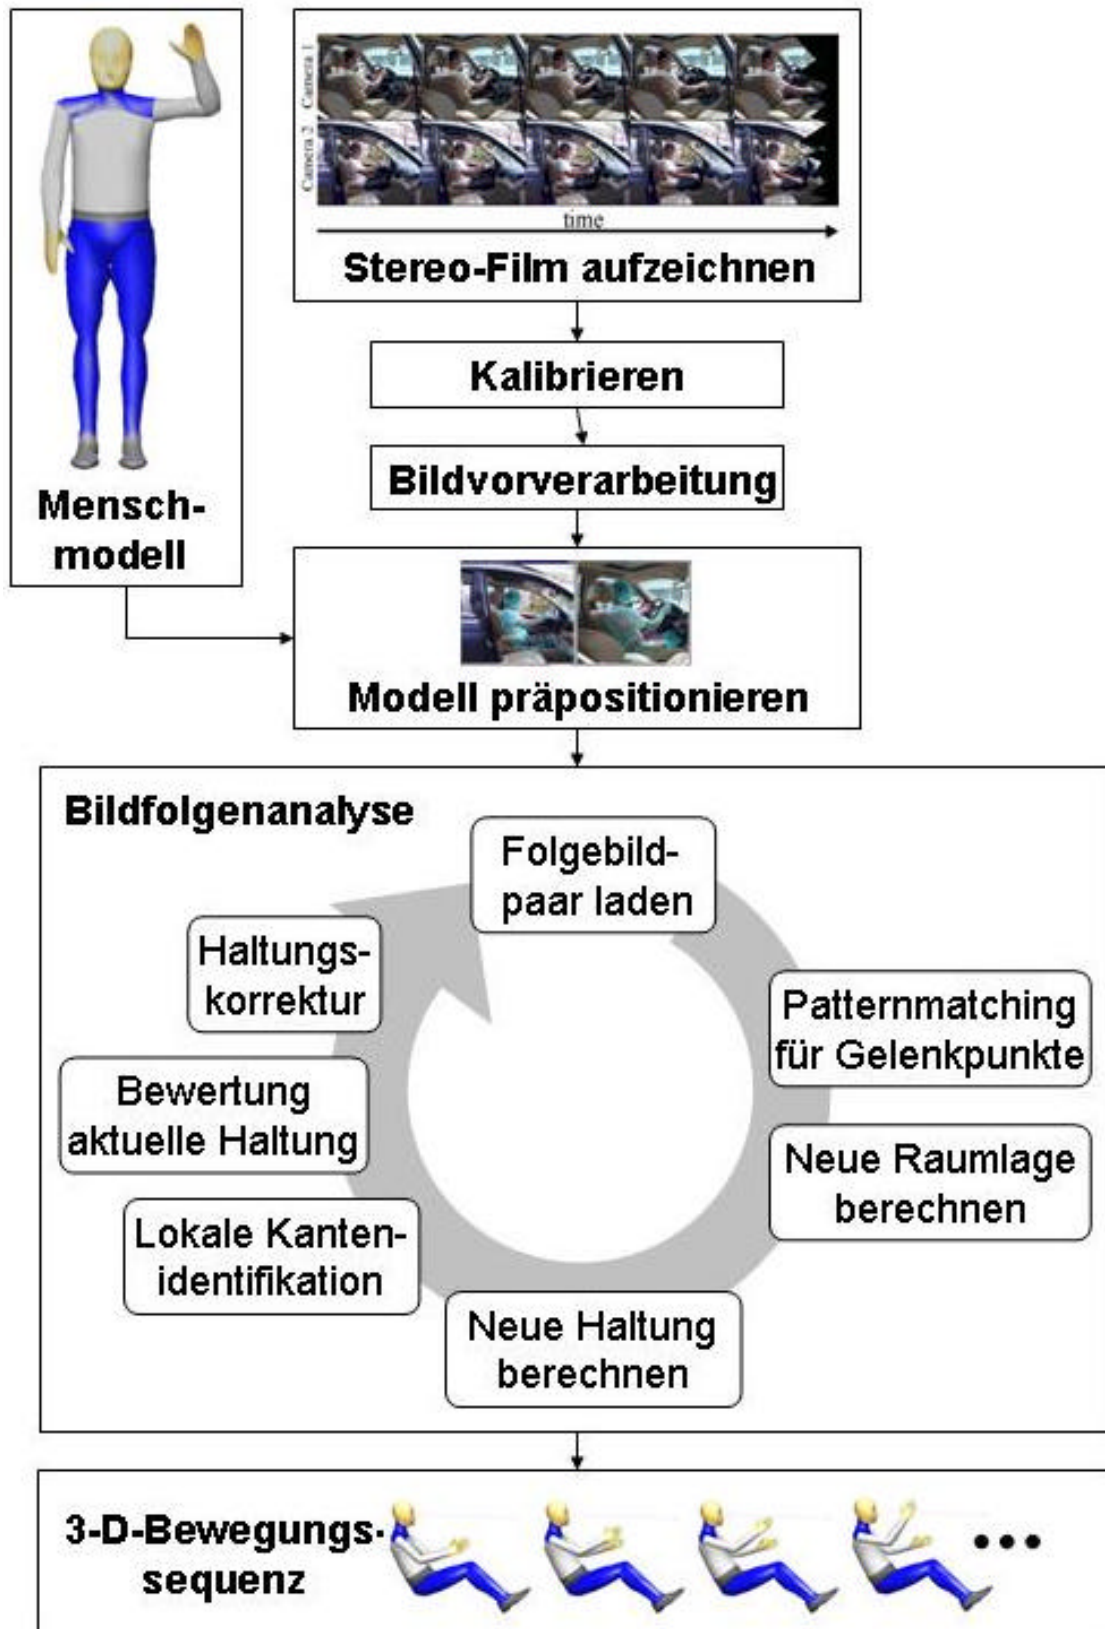 Camera 1
Camera 2
time
Stereo-Film aufzeichnen
Kalibrieren
Bildvorverarbeitung
Mensch-
modell
Modell präpositionieren
Bildfolgenanalyse
Folgebild-
paar laden
Patternmatching
für Gelenkpunkte
Neue Raumlage
berechnen
Neue Haltung
berechnen
Lokale Kanten-
identifikation
Bewertung
aktuelle Haltung
Haltungs-
korrektur
3-D-Bewegungs-
sequenz